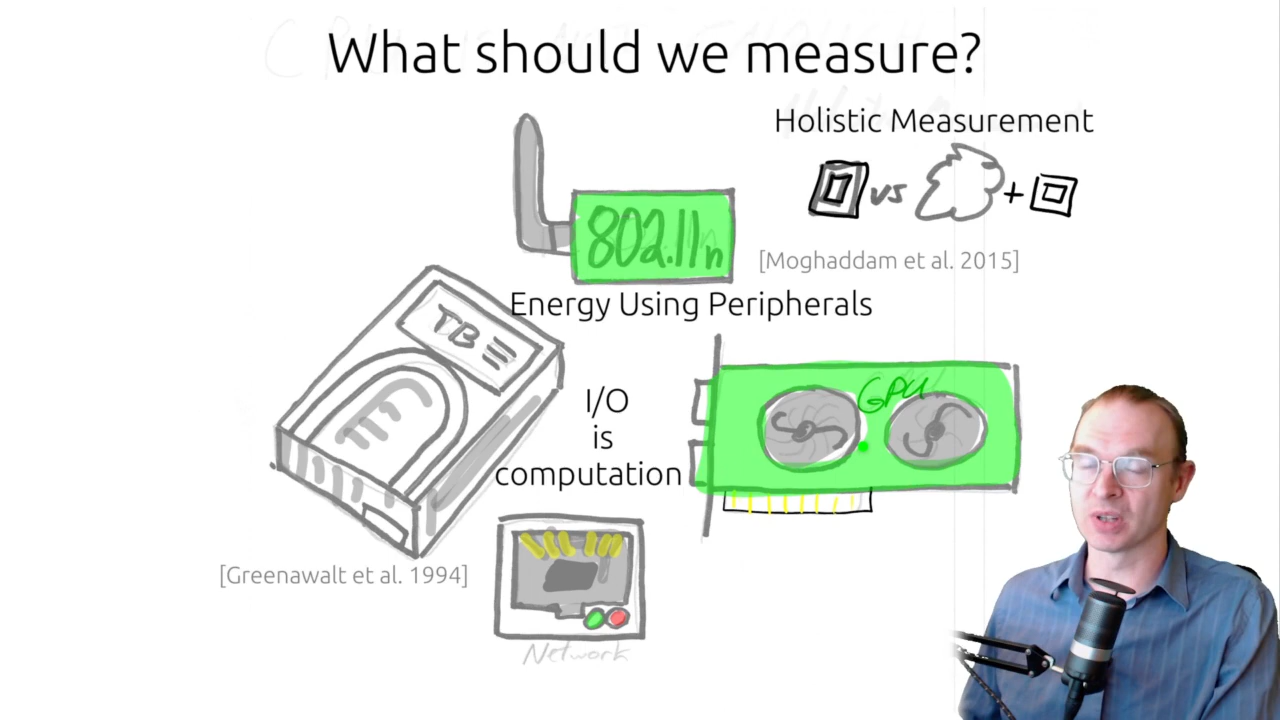 What should we measure?
Holistic Measurement
vs
+
[Moghaddam et al. 2015]
802.11n
Energy Using Peripherals
TB
I/O
is
computation
GPU
[Greenawalt et al. 1994]
Network